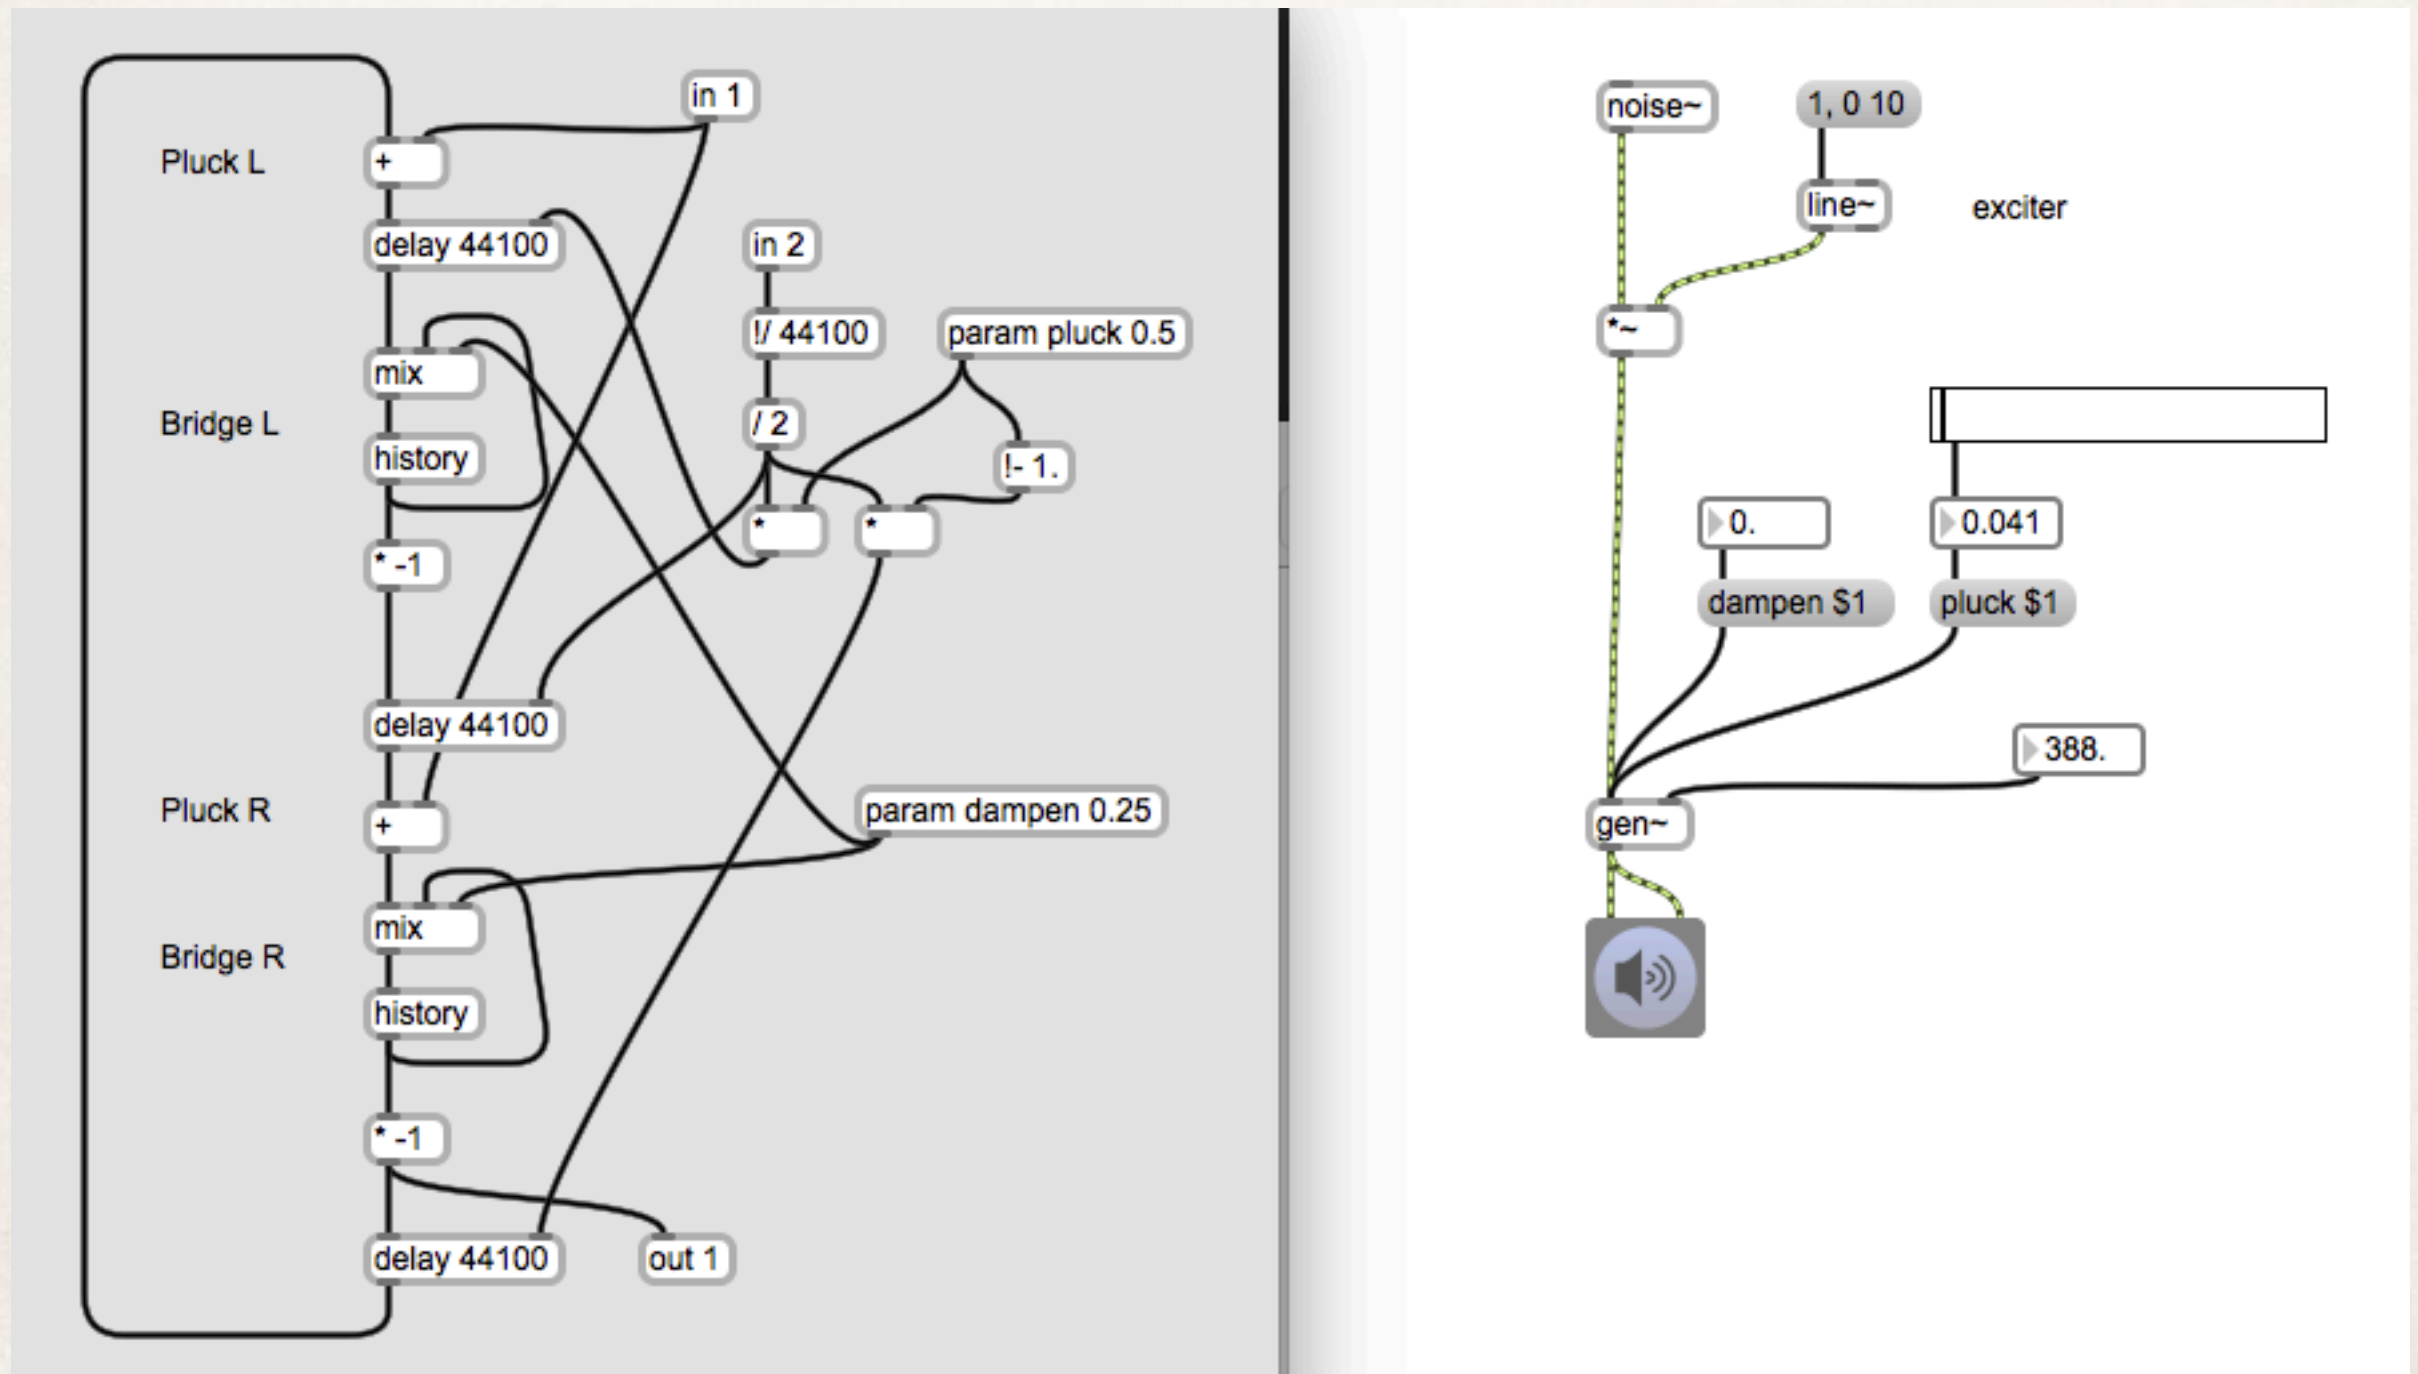 in 1
Pluck L
+
delay 44100
in 2
!/ 44100
param pluck 0.5
mix
Bridge L
/ 2
history
!- 1.
*
*
* -1
delay 44100
Pluck R
+
param dampen 0.25
mix
Bridge R
history
* -1
delay 44100
out 1
noise~
1, 0 10
line~
exciter
*~
0.
0.041
dampen $1
pluck $1
388.
gen~